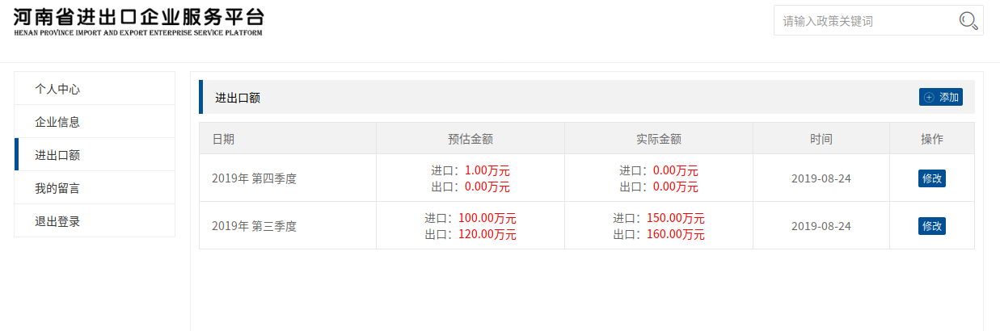 河南省进出口企业服务平台
HENAN PROVINCE IMPORT AND EXPORT ENTERPRISE SERVICE PLATFORM
请输入政策关键词
个人中心
企业信息
进出口额
我的留言
退出登录
进出口额
添加
日期 预估金额 实际金额 时间 操作
2019年 第四季度 进口：1.00万元 进口：0.00万元 2019-08-24 修改
出口：0.00万元 出口：0.00万元
2019年 第三季度 进口：100.00万元 进口：150.00万元 2019-08-24 修改
出口：120.00万元 出口：160.00万元